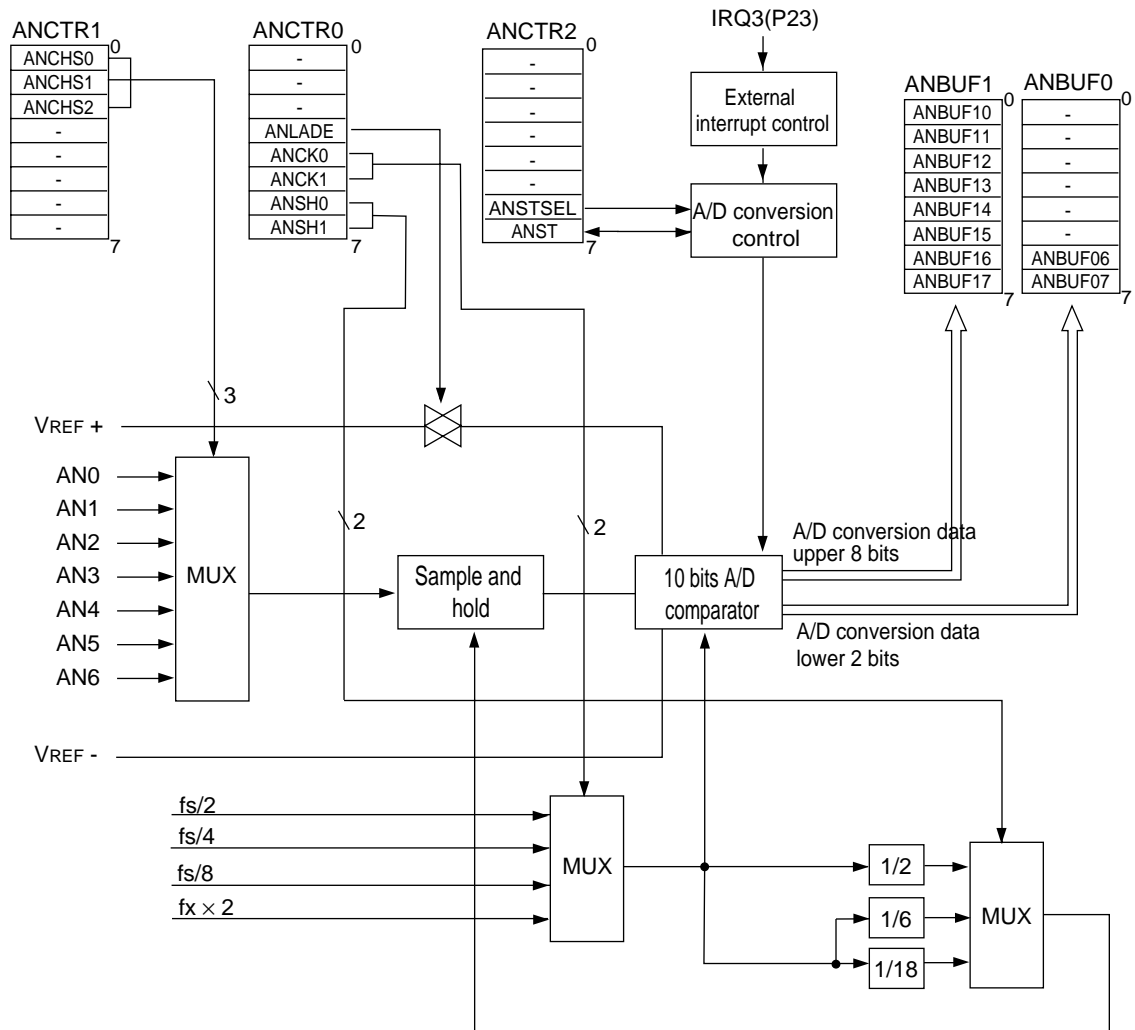 IRQ3(P23)
ANCTR1
0
ANCHS0
ANCHS1
ANCHS2
-
-
-
-
-
7
ANCTR0
0
-
-
-
ANLADE
ANCK0
ANCK1
ANSH0
ANSH1
7
ANCTR2
0
-
-
-
-
-
-
ANSTSEL
ANST
7
External
interrupt control
A/D conversion
control
ANBUF1
0
ANBUF10
ANBUF11
ANBUF12
ANBUF13
ANBUF14
ANBUF15
ANBUF16
ANBUF17
7
ANBUF0
0
-
-
-
-
-
-
ANBUF06
ANBUF07
7
3
VREF +
AN0
AN1
AN2
AN3
AN4
AN5
AN6
MUX
2
2
Sample and
hold
10 bits A/D
comparator
A/D conversion data
upper 8 bits
A/D conversion data
lower 2 bits
VREF -
fs/2
fs/4
fs/8
fx × 2
MUX
1/2
1/6
1/18
MUX